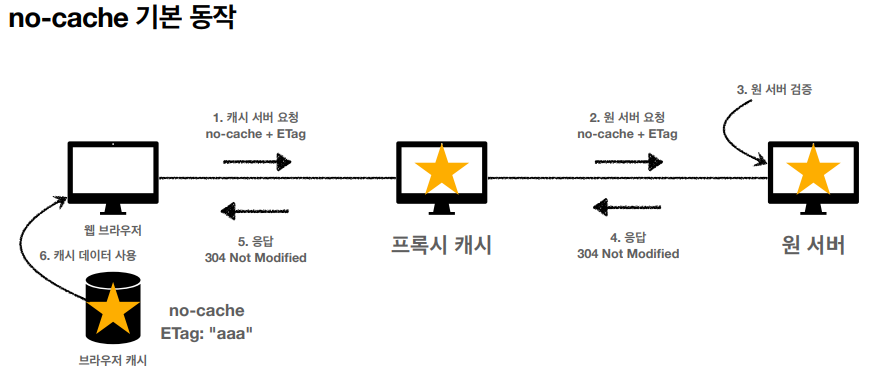 no-cache 기본 동작
3. 원 서버 검증
1. 캐시 서버 요청
no-cache + ETag
2. 원 서버 요청
no-cache + ETag
웹 브라우저
5. 응답
304 Not Modified
프록시 캐시
4. 응답
304 Not Modified
원 서버
6. 캐시 데이터 사용
no-cache
ETag: "aaa"
브라우저 캐시